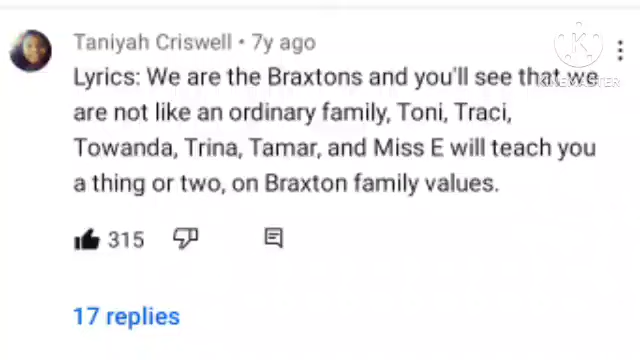 Taniyah Criswell • 7y ago
Lyrics: We are the Braxtons and you'll see that we
are not like an ordinary family, Toni, Traci,
Towanda, Trina, Tamar, and Miss E will teach you
a thing or two, on Braxton family values.
315
17 replies
K
KINEMASTER